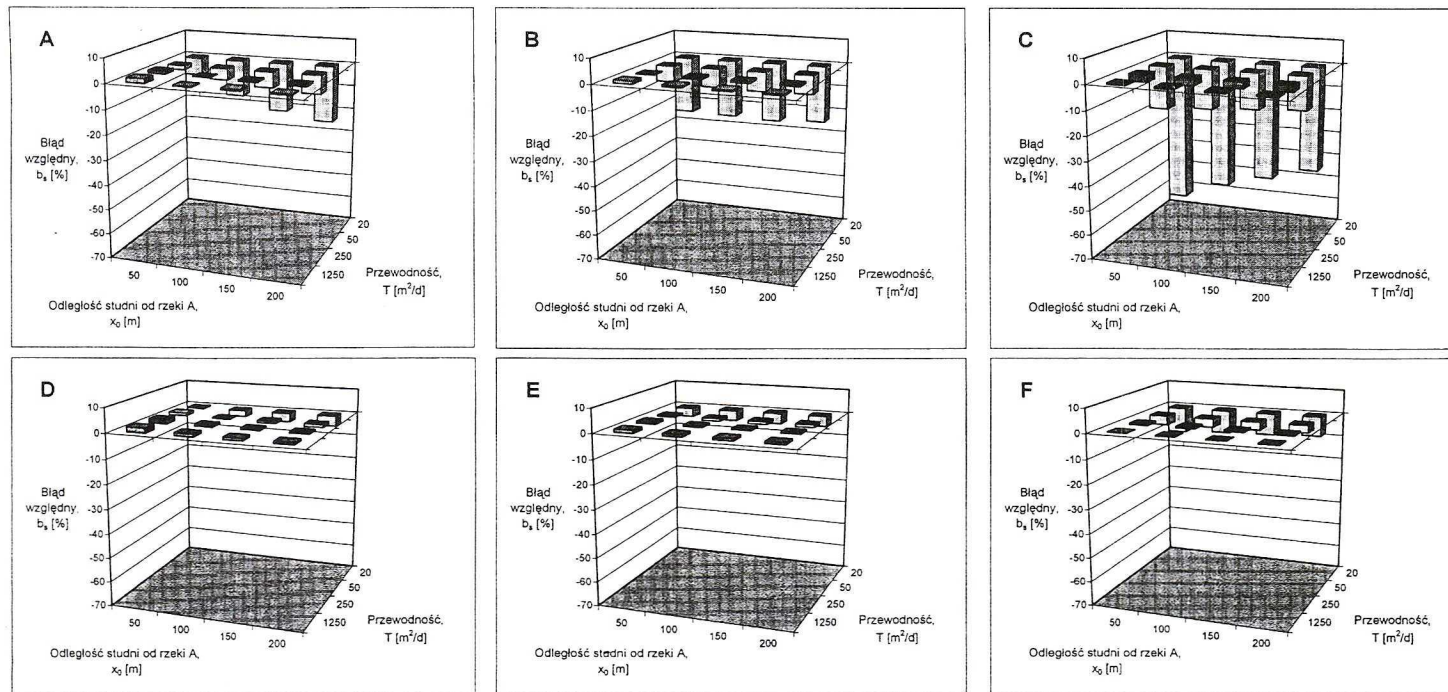 A
10
0
-10
-20
-30
-40
-50
-60
-70
Błąd
względny,
bs [%]
50
100
150
200
20
50
250
1250
Przewodność,
T [m²/d]
Odległość studni od rzeki A,
x₀ [m]
B
10
0
-10
-20
-30
-40
-50
-60
-70
Błąd
względny,
bs [%]
50
100
150
200
20
50
250
1250
Przewodność,
T [m²/d]
Odległość studni od rzeki A,
x₀ [m]
C
10
0
-10
-20
-30
-40
-50
-60
-70
Błąd
względny,
bs [%]
50
100
150
200
20
50
250
1250
Przewodność,
T [m²/d]
Odległość studni od rzeki A,
x₀ [m]
D
10
0
-10
-20
-30
-40
-50
-60
-70
Błąd
względny,
bs [%]
50
100
150
200
20
50
250
1250
Przewodność,
T [m²/d]
Odległość studni od rzeki A,
x₀ [m]
E
10
0
-10
-20
-30
-40
-50
-60
-70
Błąd
względny,
bs [%]
50
100
150
200
20
50
250
1250
Przewodność,
T [m²/d]
Odległość studni od rzeki A,
x₀ [m]
F
10
0
-10
-20
-30
-40
-50
-60
-70
Błąd
względny,
bs [%]
50
100
150
200
20
50
250
1250
Przewodność,
T [m²/d]
Odległość studni od rzeki A,
x₀ [m]